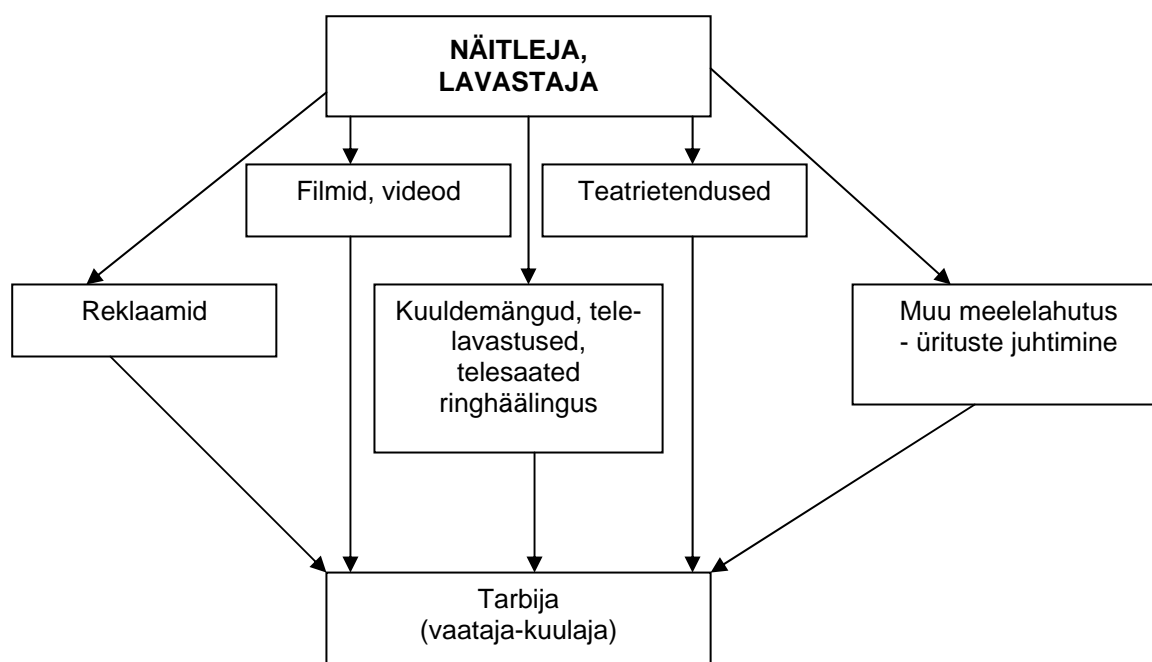 NÄITLEJA,
LAVASTAJA
Filmid, videod
Teatrietendused
Reklaamid
Kuuldemängud, tele-
lavastused,
telesaated
ringhäälingus
Muu meelelahutus
- ürituste juhtimine
Tarbija
(vaataja-kuulaja)